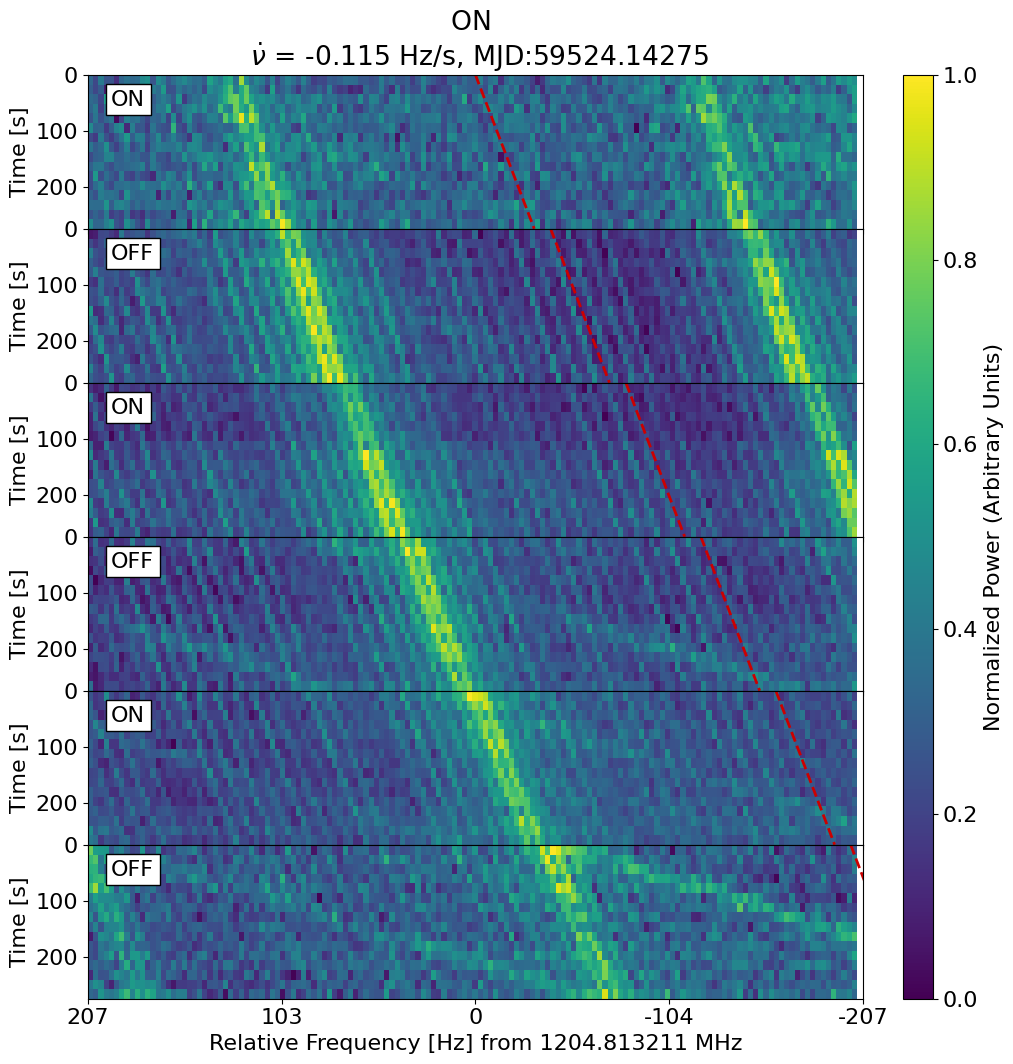 ON
ν̇ = -0.115 Hz/s, MJD:59524.14275
0
100
200
Time [s]
ON
0
100
200
Time [s]
OFF
0
100
200
Time [s]
ON
0
100
200
Time [s]
OFF
0
100
200
Time [s]
ON
0
100
200
Time [s]
OFF
207 103 0 -104 -207
Relative Frequency [Hz] from 1204.813211 MHz
1.0
0.8
0.6
0.4
0.2
0.0
Normalized Power (Arbitrary Units)